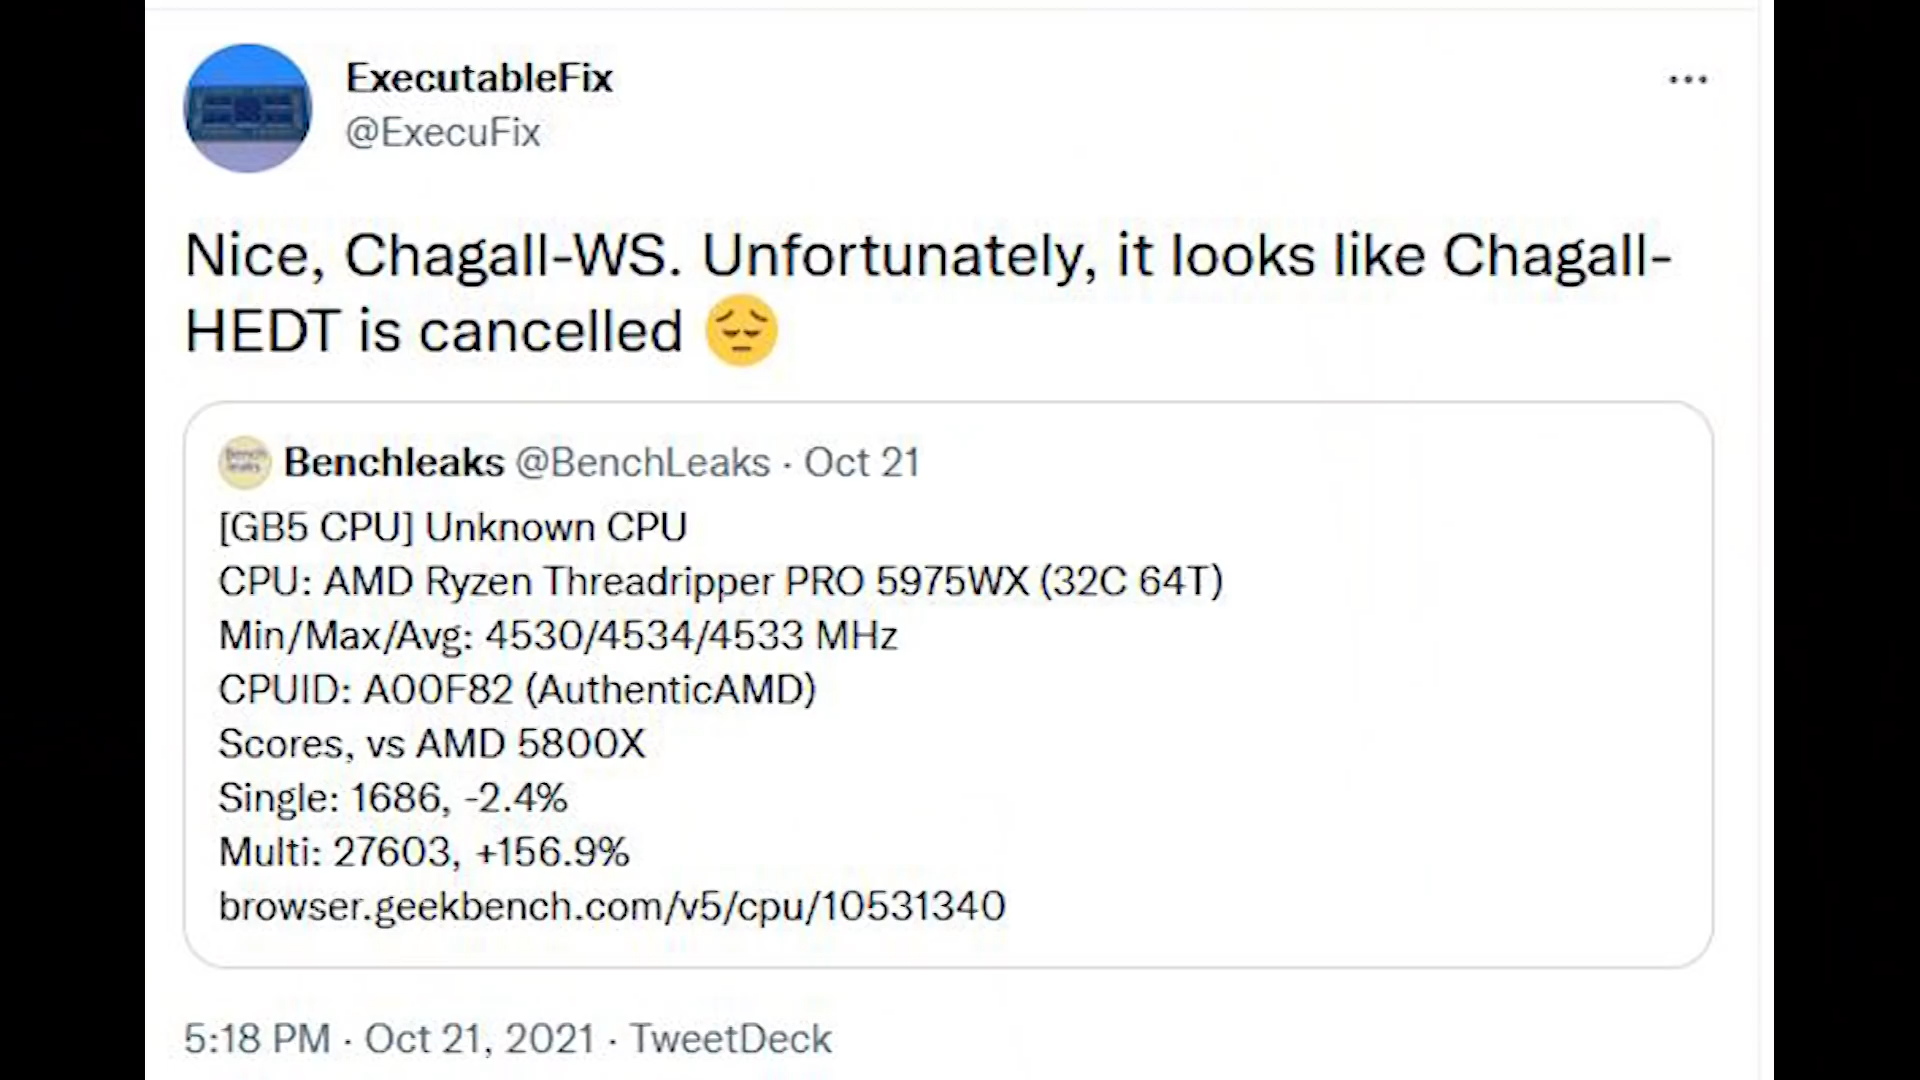 ExecutableFix
@ExecuFix
Nice, Chagall-WS. Unfortunately, it looks like Chagall-
HEDT is cancelled 😔
Bench leaks
Benchleaks @BenchLeaks · Oct 21
[GB5 CPU] Unknown CPU
CPU: AMD Ryzen Threadripper PRO 5975WX (32C 64T)
Min/Max/Avg: 4530/4534/4533 MHz
CPUID: A00F82 (AuthenticAMD)
Scores, vs AMD 5800X
Single: 1686, -2.4%
Multi: 27603, +156.9%
browser.geekbench.com/v5/cpu/10531340
5:18 PM · Oct 21, 2021 · TweetDeck